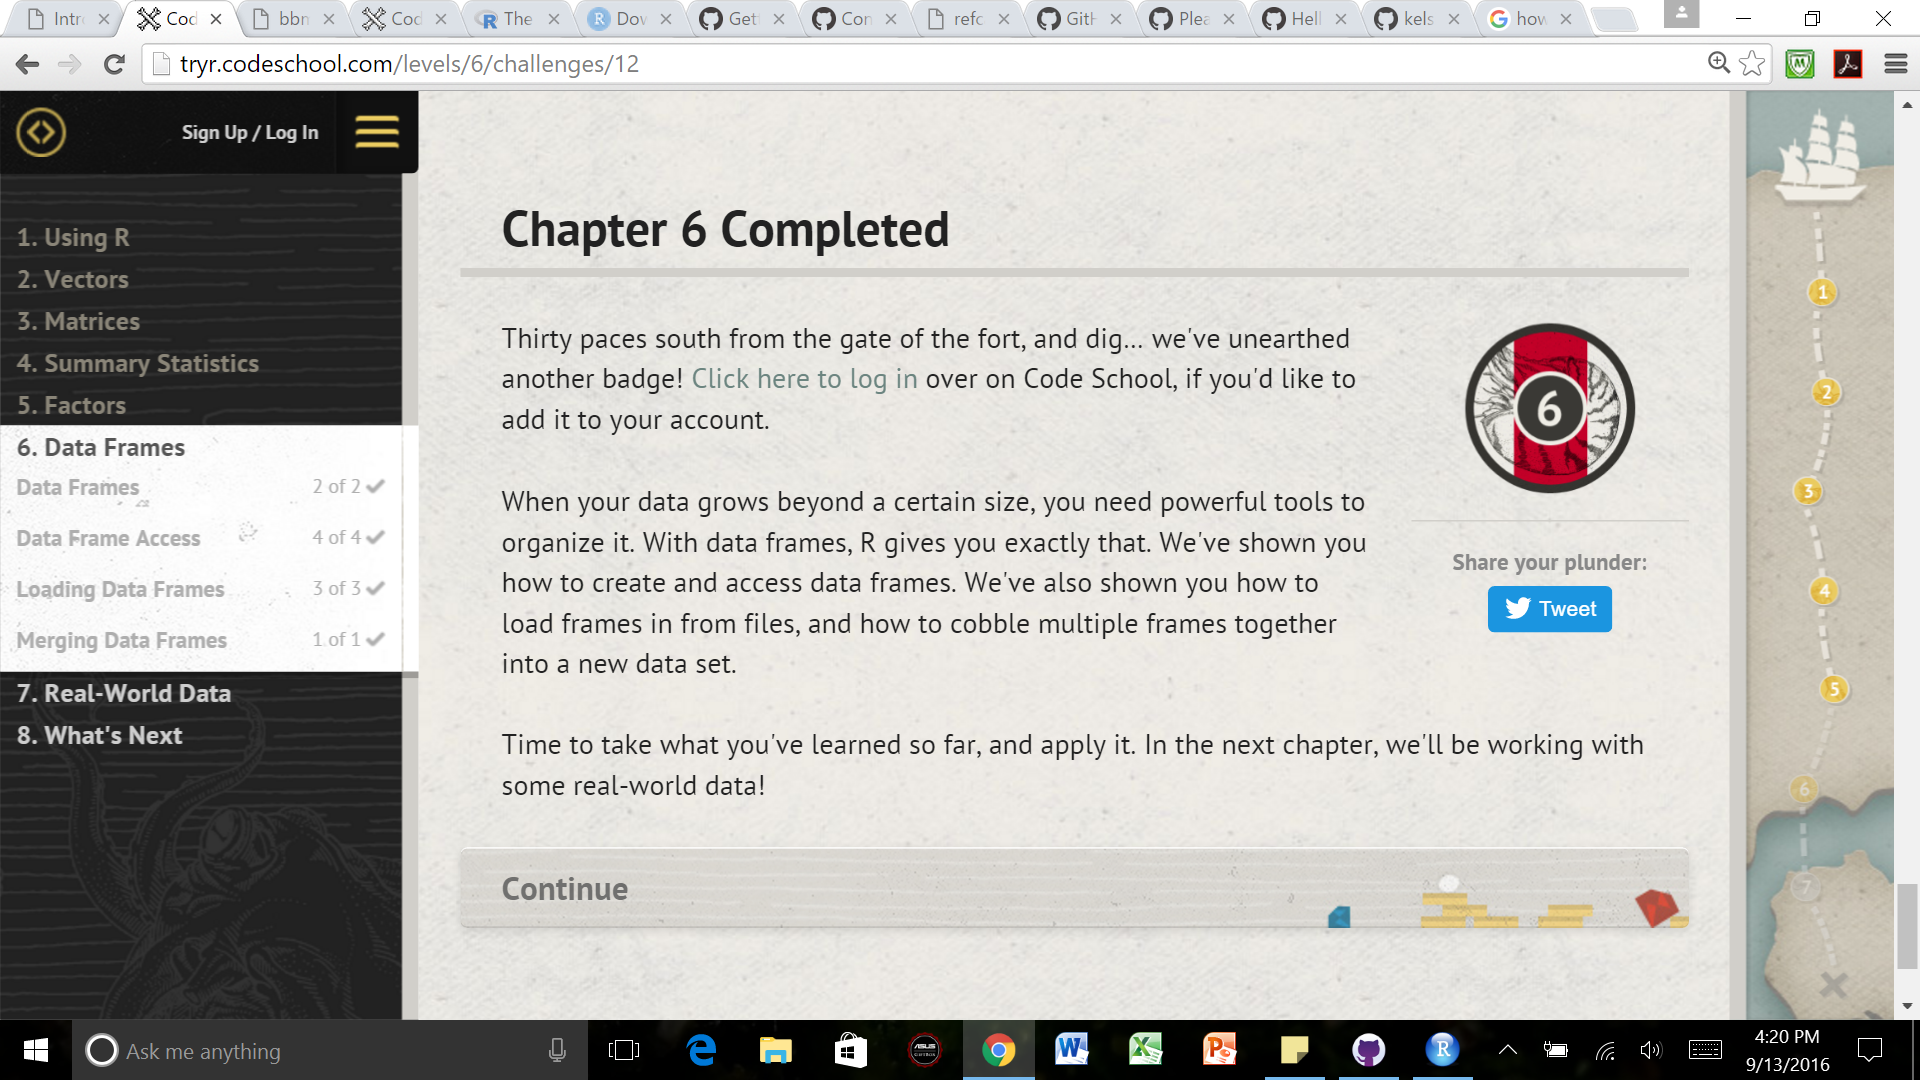 Intr
Cod
bbn
Cod
The
Dov
Get
Con
refc
Gith
Plea
Hell
kels
how
tryr.codeschool.com/levels/6/challenges/12
Sign Up / Log In
1. Using R
2. Vectors
3. Matrices
4. Summary Statistics
5. Factors
6. Data Frames
Data Frames 2 of 2
Data Frame Access 4 of 4
Loading Data Frames 3 of 3
Merging Data Frames 1 of 1
7. Real-World Data
8. What's Next
Chapter 6 Completed
Thirty paces south from the gate of the fort, and dig... we've unearthed
another badge! Click here to log in over on Code School, if you'd like to
add it to your account.
When your data grows beyond a certain size, you need powerful tools to
organize it. With data frames, R gives you exactly that. We've shown you
how to create and access data frames. We've also shown you how to
load frames in from files, and how to cobble multiple frames together
into a new data set.
Time to take what you've learned so far, and apply it. In the next chapter, we'll be working with
some real-world data!
6
Share your plunder:
Tweet
Continue
1
2
3
4
5
6
7
Ask me anything
ASUS
4:20 PM
9/13/2016